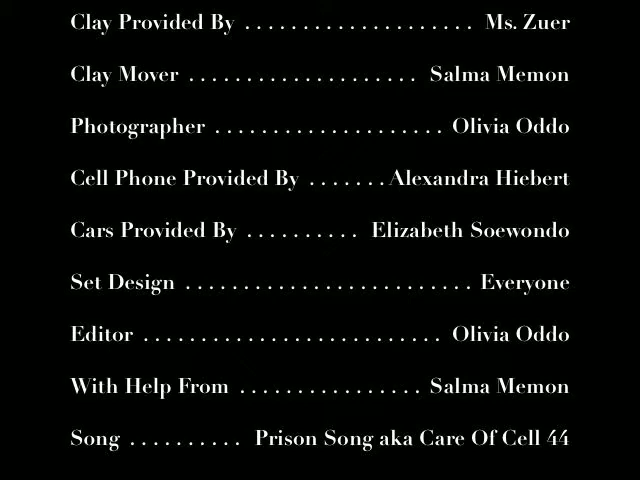 Clay Provided By . . . . . . . . . . . . . . . . . . . . Ms. Zuer
Clay Mover . . . . . . . . . . . . . . . . . . . . Salma Memon
Photographer . . . . . . . . . . . . . . . . . . . . Olivia Oddo
Cell Phone Provided By . . . . . . . Alexandra Hiebert
Cars Provided By . . . . . . . . . . Elizabeth Soewondo
Set Design . . . . . . . . . . . . . . . . . . . . . . . . . Everyone
Editor . . . . . . . . . . . . . . . . . . . . . . . . . . Olivia Oddo
With Help From . . . . . . . . . . . . . . . . Salma Memon
Song . . . . . . . . . . Prison Song aka Care Of Cell 44